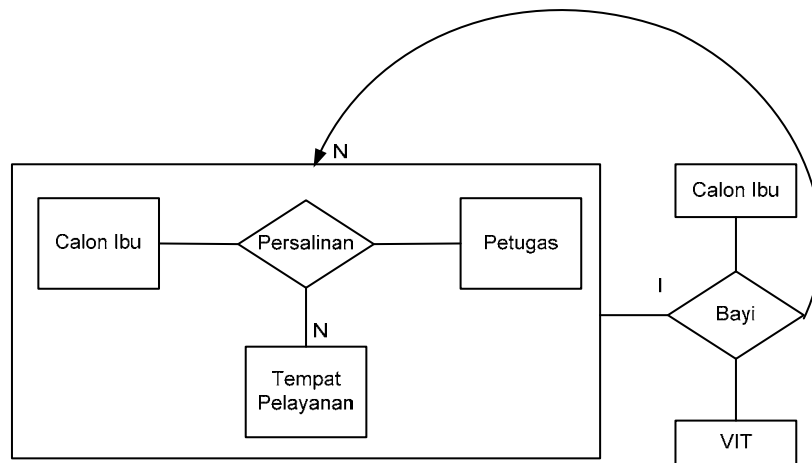 N
Calon Ibu
Calon Ibu
Persalinan
Petugas
I
Bayi
N
Tempat
Pelayanan
VIT